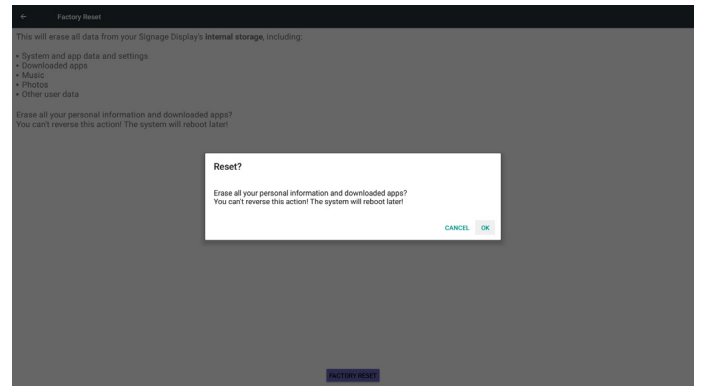 ← Factory Reset
This will erase all data from your Signage Display's Internal storage, including:
• System and app data and settings
• Downloaded apps
• Music
• Photos
• Other user data
Erase all your personal information and downloaded apps?
You can't reverse this action! The system will reboot later!
Reset?
Erase all your personal information and downloaded apps?
You can't reverse this action! The system will reboot later!
CANCEL OK
FACTORY RESET